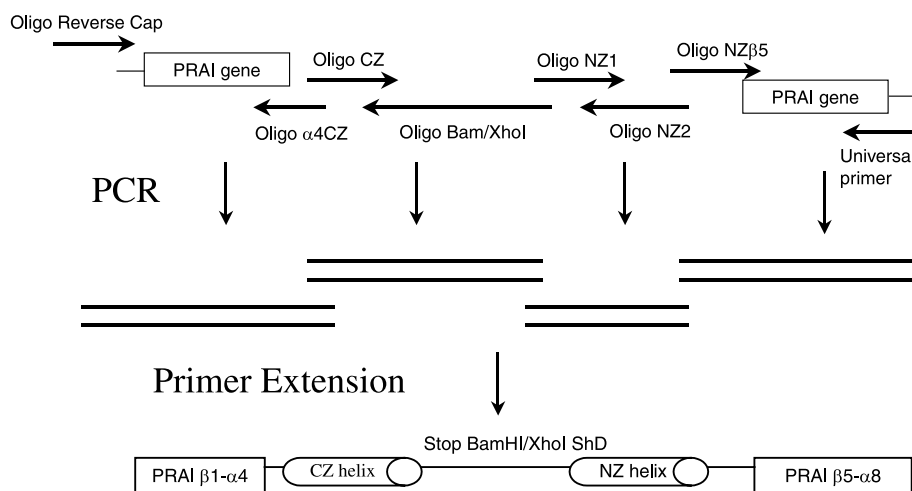 Oligo Reverse Cap
Oligo CZ
Oligo NZ1
Oligo NZβ5
PRAI gene
PRAI gene
Oligo α4CZ
Oligo Bam/XhoI
Oligo NZ2
Universa
primer
PCR
Primer Extension
Stop BamHI/XhoI ShD
PRAI β1-α4
CZ helix
NZ helix
PRAI β5-α8